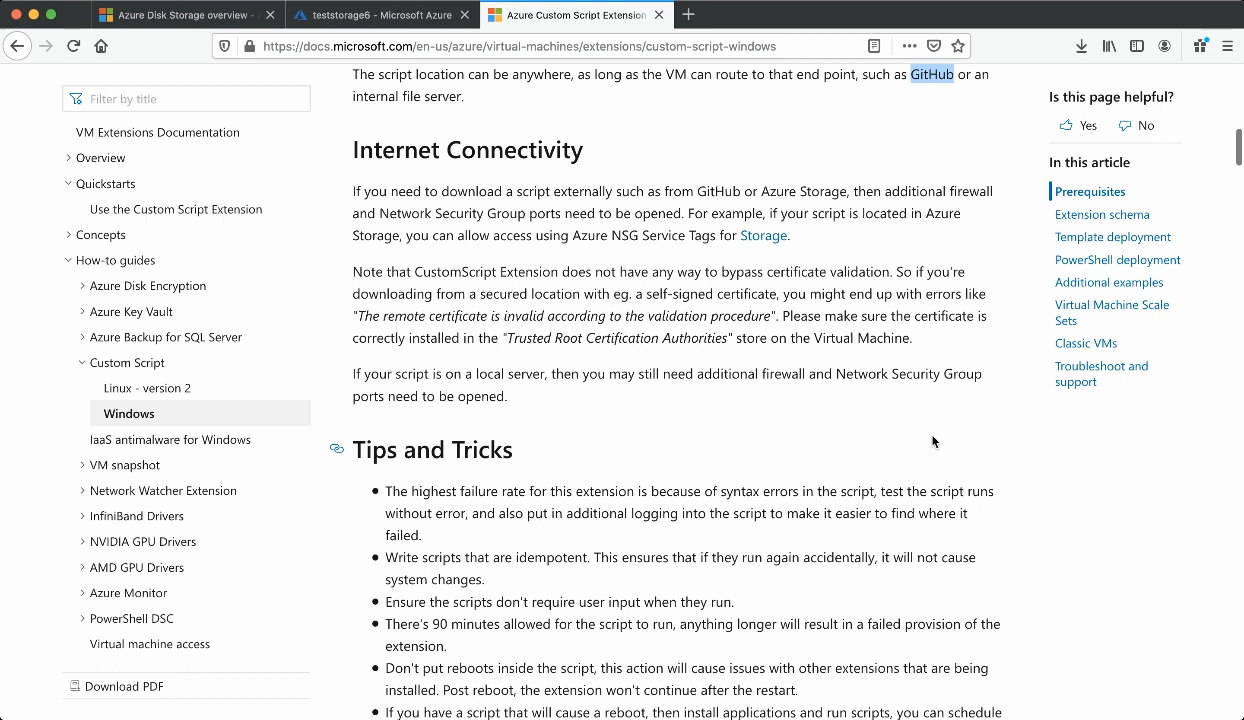 Azure Disk Storage overview -
teststorage6 - Microsoft Azure
Azure Custom Script Extension
https://docs.microsoft.com/en-us/azure/virtual-machines/extensions/custom-script-windows
Filter by title
VM Extensions Documentation
Overview
Quickstarts
Use the Custom Script Extension
Concepts
How-to guides
Azure Disk Encryption
Azure Key Vault
Azure Backup for SQL Server
Custom Script
Linux - version 2
Windows
IaaS antimalware for Windows
VM snapshot
Network Watcher Extension
InfiniBand Drivers
NVIDIA GPU Drivers
AMD GPU Drivers
Azure Monitor
PowerShell DSC
Virtual machine access
Download PDF
The script location can be anywhere, as long as the VM can route to that end point, such as GitHub or an
internal file server.
Internet Connectivity
If you need to download a script externally such as from GitHub or Azure Storage, then additional firewall
and Network Security Group ports need to be opened. For example, if your script is located in Azure
Storage, you can allow access using Azure NSG Service Tags for Storage.
Note that CustomScript Extension does not have any way to bypass certificate validation. So if you're
downloading from a secured location with eg. a self-signed certificate, you might end up with errors like
"The remote certificate is invalid according to the validation procedure". Please make sure the certificate is
correctly installed in the "Trusted Root Certification Authorities" store on the Virtual Machine.
If your script is on a local server, then you may still need additional firewall and Network Security Group
ports need to be opened.
Tips and Tricks
• The highest failure rate for this extension is because of syntax errors in the script, test the script runs
without error, and also put in additional logging into the script to make it easier to find where it
failed.
• Write scripts that are idempotent. This ensures that if they run again accidentally, it will not cause
system changes.
• Ensure the scripts don't require user input when they run.
• There's 90 minutes allowed for the script to run, anything longer will result in a failed provision of the
extension.
• Don't put reboots inside the script, this action will cause issues with other extensions that are being
installed. Post reboot, the extension won't continue after the restart.
• If you have a script that will cause a reboot, then install applications and run scripts, you can schedule
Is this page helpful?
Yes No
In this article
Prerequisites
Extension schema
Template deployment
PowerShell deployment
Additional examples
Virtual Machine Scale
Sets
Classic VMs
Troubleshoot and
support